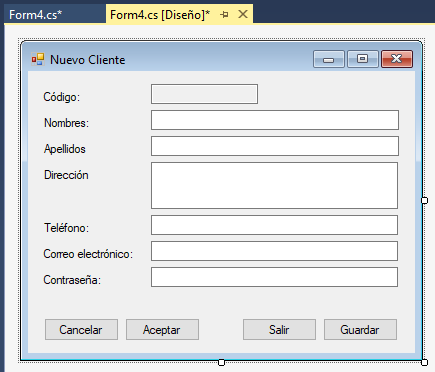 Form4.cs* Form4.cs [Diseño]*
Nuevo Cliente
Código:
Nombres:
Apellidos
Dirección
Teléfono:
Correo electrónico:
Contraseña:
Cancelar Aceptar Salir Guardar